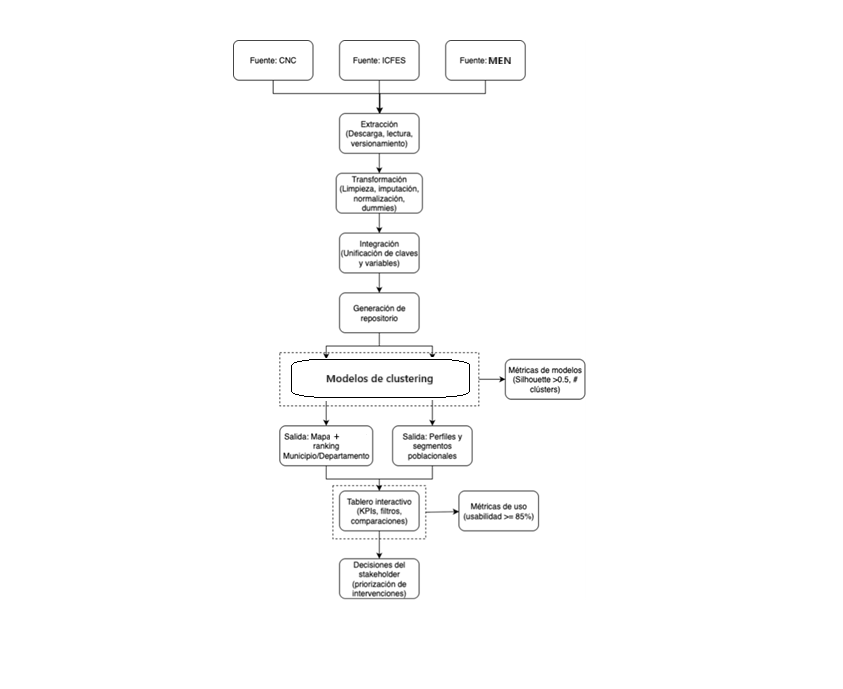 Fuente: CNC
Fuente: ICFES
Fuente: MEN
Extracción
(Descarga, lectura,
versionamiento)
Transformación
(Limpieza, imputación,
normalización,
dummies)
Integración
(Unificación de claves
y variables)
Generación de
repositorio
Modelos de clustering
Métricas de modelos
(Silhouette >0.5, #
clústers)
Salida: Mapa +
ranking
Municipio/Departamento
Salida: Perfiles y
segmentos
poblacionales
Tablero interactivo
(KPIs, filtros,
comparaciones)
Métricas de uso
(usabilidad >= 85%)
Decisiones del
stakeholder
(priorización de
intervenciones)